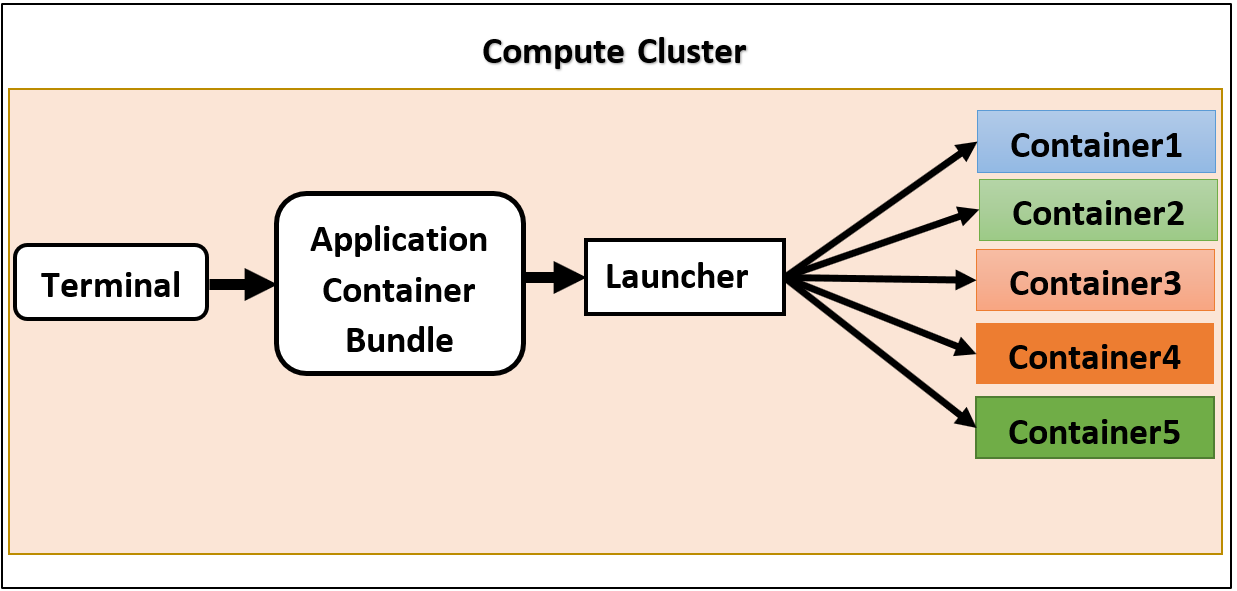 Compute Cluster
Terminal
Application
Container
Bundle
Launcher
Container1
Container2
Container3
Container4
Container5